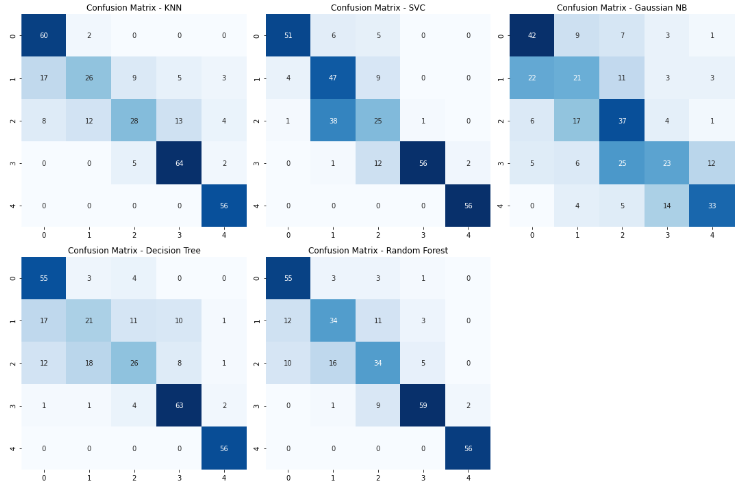 Confusion Matrix - KNN
0 60 2 0 0 0
1 17 26 9 5 3
2 8 12 28 13 4
3 0 0 5 64 2
4 0 0 0 0 56
0 1 2 3 4
Confusion Matrix - SVC
0 51 6 5 0 0
1 4 47 9 0 0
2 1 38 25 1 0
3 0 1 12 56 2
4 0 0 0 0 56
0 1 2 3 4
Confusion Matrix - Gaussian NB
0 42 9 7 3 1
1 22 21 11 3 3
2 6 17 37 4 1
3 5 6 25 23 12
4 0 4 5 14 33
0 1 2 3 4
Confusion Matrix - Decision Tree
0 55 3 4 0 0
1 17 21 11 10 1
2 12 18 26 8 1
3 1 1 4 63 2
4 0 0 0 0 56
0 1 2 3 4
Confusion Matrix - Random Forest
0 55 3 3 1 0
1 12 34 11 3 0
2 10 16 34 5 0
3 0 1 9 59 2
4 0 0 0 0 56
0 1 2 3 4